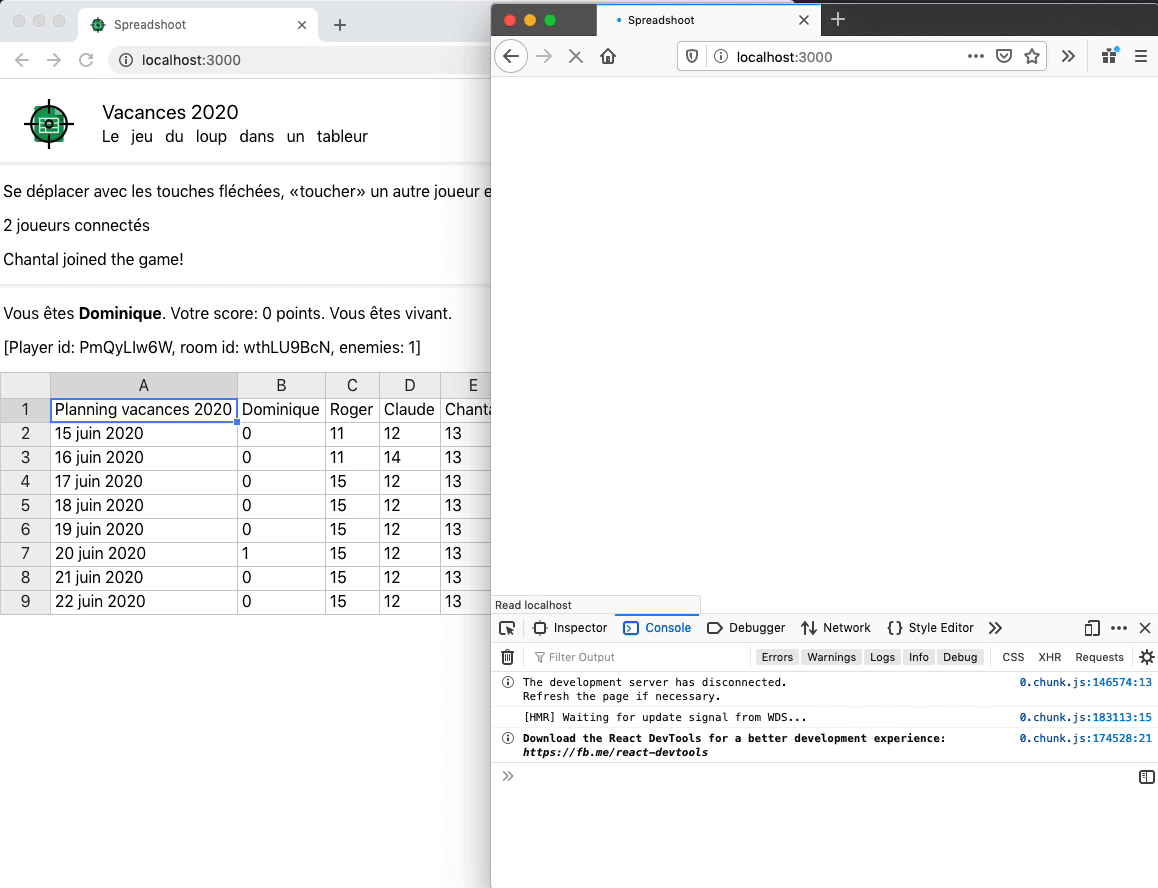 Spreadshoot
localhost:3000
Vacances 2020
Le jeu du loup dans un tableur
Se déplacer avec les touches fléchées, «toucher» un autre joueur e
2 joueurs connectés
Chantal joined the game!
Vous êtes Dominique. Votre score: 0 points. Vous êtes vivant.
[Player id: PmQyLlw6W, room id: wthLU9BcN, enemies: 1]
A B C D E
1 Planning vacances 2020 Dominique Roger Claude Chanta
2 15 juin 2020 0 11 12 13
3 16 juin 2020 0 11 14 13
4 17 juin 2020 0 15 12 13
5 18 juin 2020 0 15 12 13
6 19 juin 2020 0 15 12 13
7 20 juin 2020 1 15 12 13
8 21 juin 2020 0 15 12 13
9 22 juin 2020 0 15 12 13
Spreadshoot
localhost:3000
Read localhost
Inspector Console Debugger Network Style Editor
Filter Output Errors Warnings Logs Info Debug CSS XHR Requests
The development server has disconnected. 0.chunk.js:146574:13
Refresh the page if necessary.
[HMR] Waiting for update signal from WDS... 0.chunk.js:183113:15
Download the React DevTools for a better development experience: 0.chunk.js:174528:21
https://fb.me/react-devtools